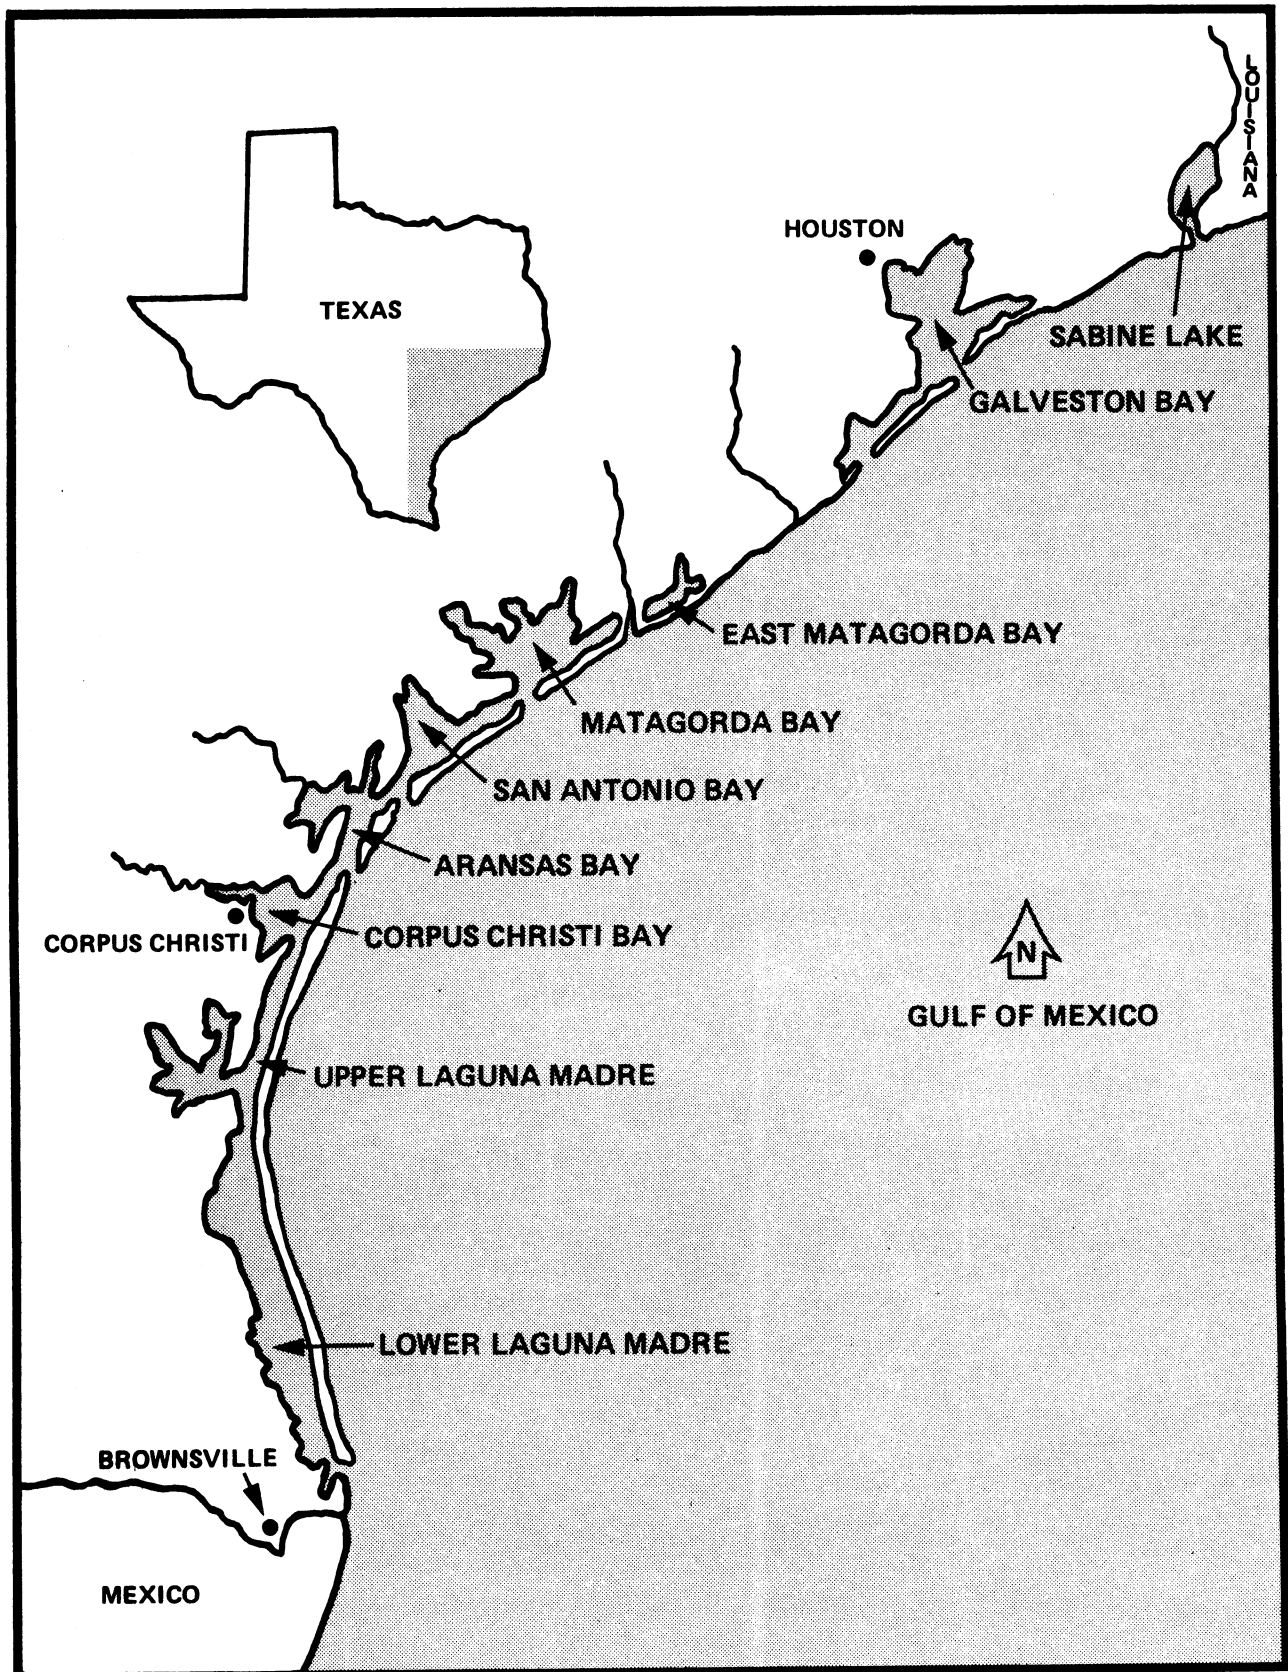 LOUISIANA
HOUSTON
TEXAS
SABINE LAKE
GALVESTON BAY
EAST MATAGORDA BAY
MATAGORDA BAY
SAN ANTONIO BAY
ARANSAS BAY
CORPUS CHRISTI
CORPUS CHRISTI BAY
N
GULF OF MEXICO
UPPER LAGUNA MADRE
LOWER LAGUNA MADRE
BROWNSVILLE
MEXICO